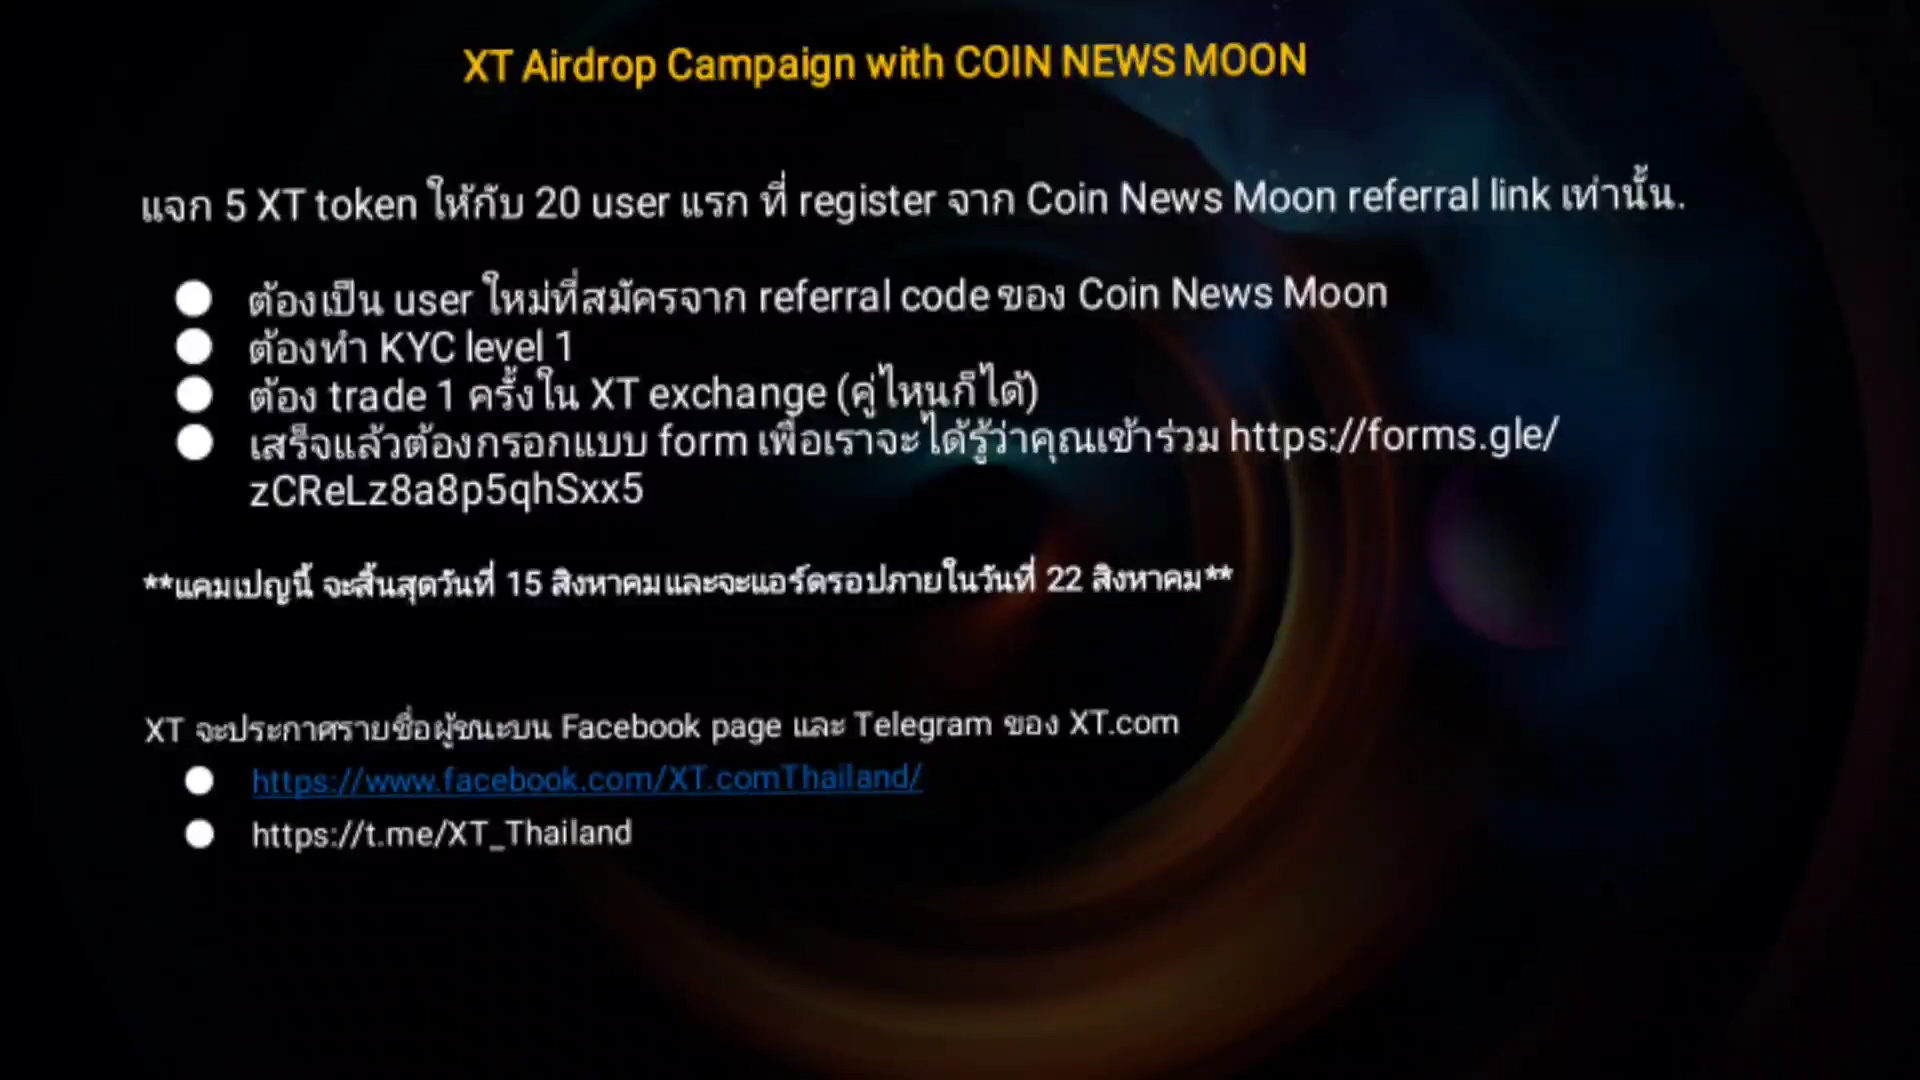 XT Airdrop Campaign with COIN NEWS MOON
แจก 5 XT token ให้กับ 20 user แรก ที่ register จาก Coin News Moon referral link เท่านั้น.
ต้องเป็น user ใหม่ที่สมัครจาก referral code ของ Coin News Moon
ต้องทำ KYC level 1
ต้อง trade 1 ครั้งใน XT exchange (คู่ไหนก็ได้)
เสร็จแล้วต้องกรอกแบบ form เพื่อเราจะได้รู้ว่าคุณเข้าร่วม https://forms.gle/
zCReLz8a8p5qhSxx5
**แคมเปญนี้ จะสิ้นสุดวันที่ 15 สิงหาคมและจะแอร์ดรอปภายในวันที่ 22 สิงหาคม**
XT จะประกาศรายชื่อผู้ชนะบน Facebook page และ Telegram ของ XT.com
https://www.facebook.com/XT.comThailand/
https://t.me/XT_Thailand